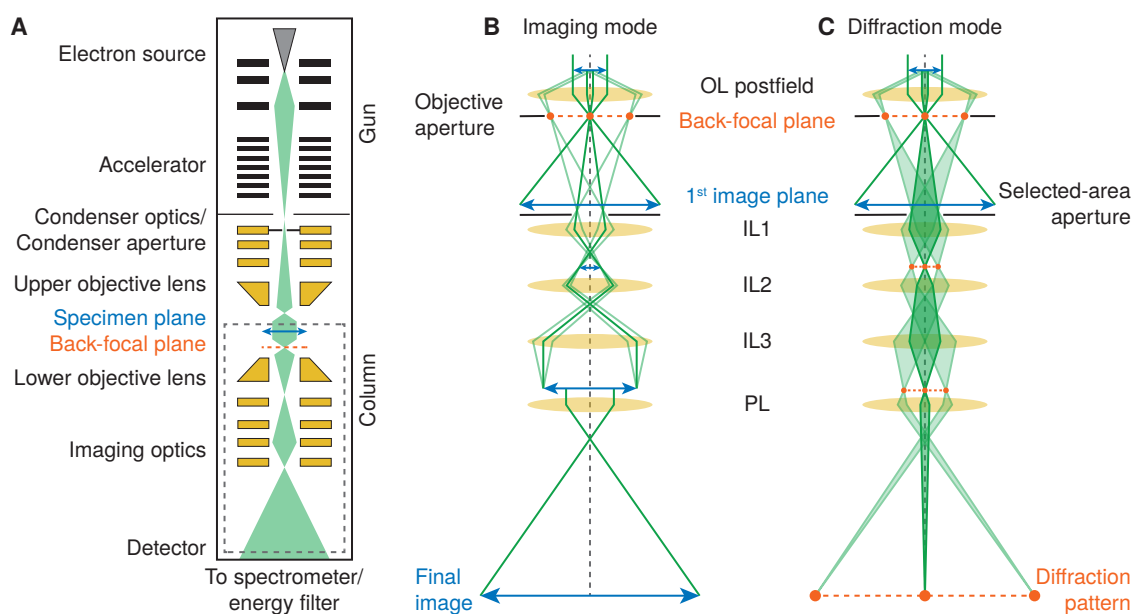 A
Electron source
Accelerator
Condenser optics/
Condenser aperture
Upper objective lens
Specimen plane
Back-focal plane
Lower objective lens
Imaging optics
Detector
To spectrometer/
energy filter
Gun
Column
B
Imaging mode
Objective
aperture
Final
image
C
Diffraction mode
OL postfield
Back-focal plane
1st image plane
Selected-area
aperture
IL1
IL2
IL3
PL
Diffraction
pattern